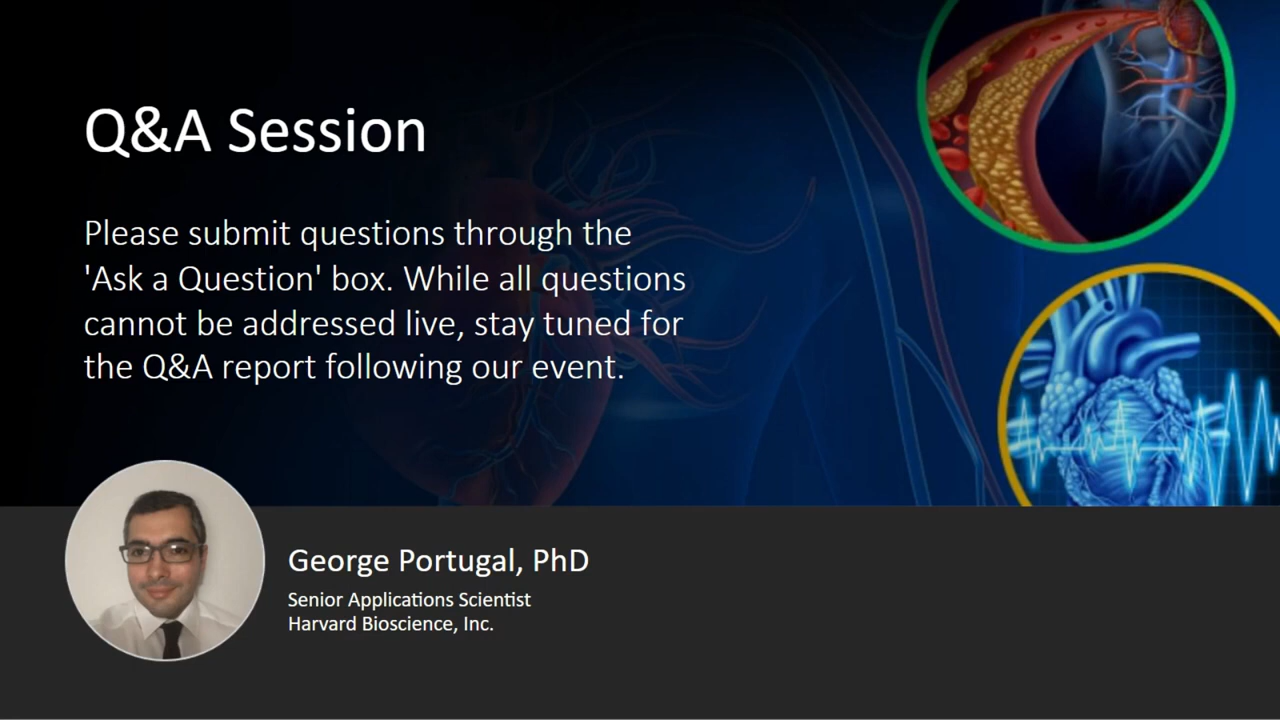 Q&A Session
Please submit questions through the
'Ask a Question' box. While all questions
cannot be addressed live, stay tuned for
the Q&A report following our event.
George Portugal, PhD
Senior Applications Scientist
Harvard Bioscience, Inc.